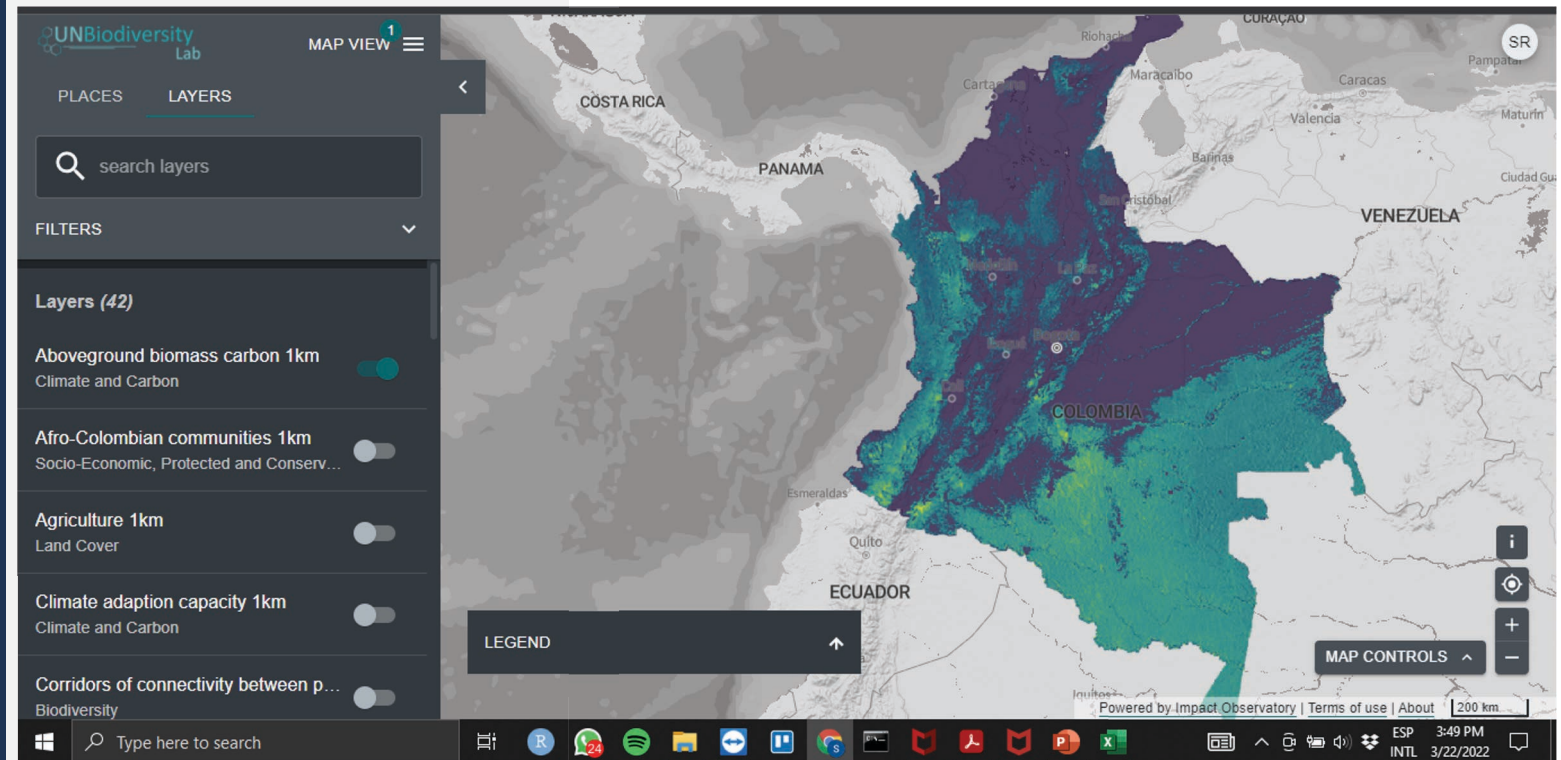 UNBiodiversity
Lab
MAP VIEW
1
PLACES
LAYERS
search layers
FILTERS
Layers (42)
Aboveground biomass carbon 1km
Climate and Carbon
Afro-Colombian communities 1km
Socio-Economic, Protected and Conserv...
Agriculture 1km
Land Cover
Climate adaption capacity 1km
Climate and Carbon
Corridors of connectivity between p...
Biodiversity
CURAÇAO
SR
Riohacha
Pampatar
Maracaibo
Caracas
COSTA RICA
Valencia
Maturín
Barinas
PANAMA
Ciudad Gu
San Cristóbal
VENEZUELA
Medellín
Ibagué
Bogotá
Cali
COLOMBIA
Esmeraldas
Quito
ECUADOR
LEGEND
i
+
MAP CONTROLS
−
Iquitos
Powered by Impact Observatory | Terms of use | About
200 km
Type here to search
R
24
ESP
INTL
3:49 PM
3/22/2022